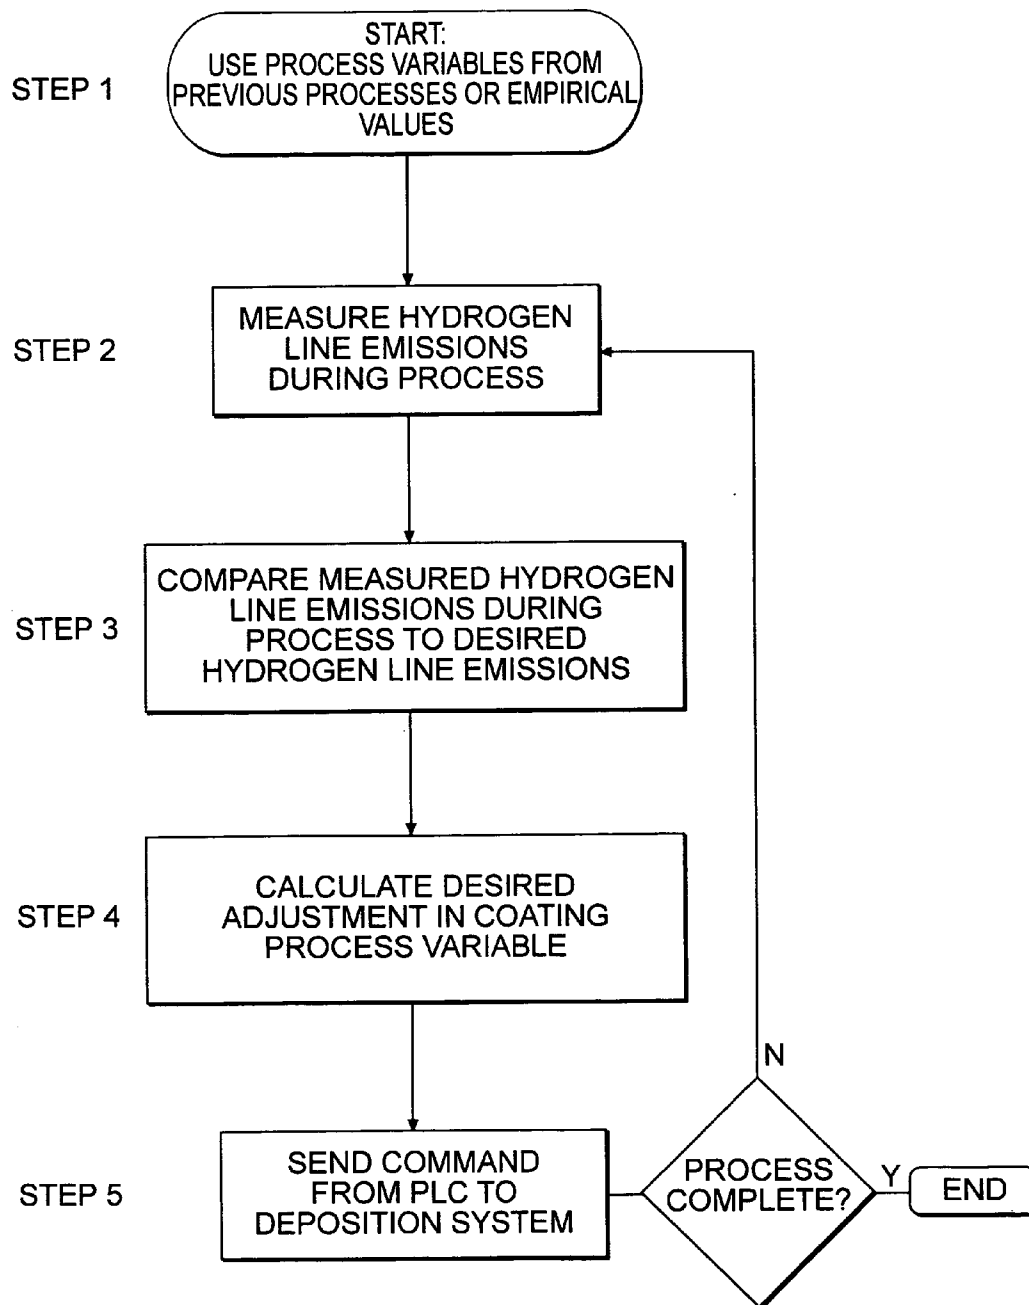 STEP 1
START:
USE PROCESS VARIABLES FROM
PREVIOUS PROCESSES OR EMPIRICAL
VALUES
STEP 2
MEASURE HYDROGEN
LINE EMISSIONS
DURING PROCESS
STEP 3
COMPARE MEASURED HYDROGEN
LINE EMISSIONS DURING
PROCESS TO DESIRED
HYDROGEN LINE EMISSIONS
STEP 4
CALCULATE DESIRED
ADJUSTMENT IN COATING
PROCESS VARIABLE
STEP 5
SEND COMMAND
FROM PLC TO
DEPOSITION SYSTEM
N
PROCESS
COMPLETE?
Y
END